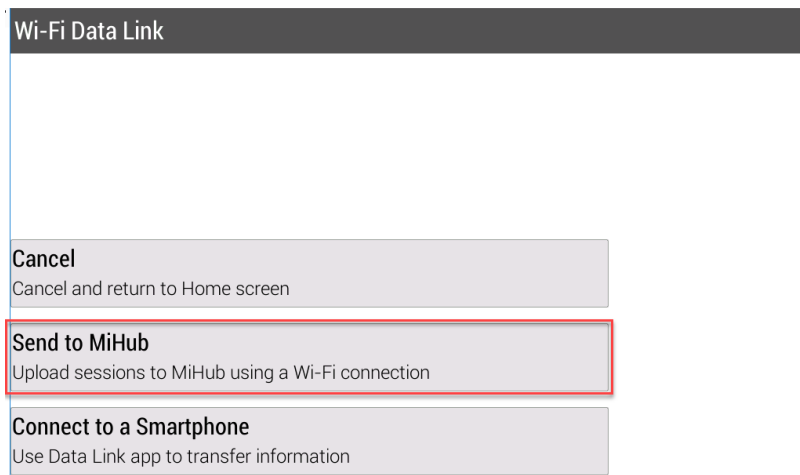 Wi-Fi Data Link
Cancel
Cancel and return to Home screen
Send to MiHub
Upload sessions to MiHub using a Wi-Fi connection
Connect to a Smartphone
Use Data Link app to transfer information